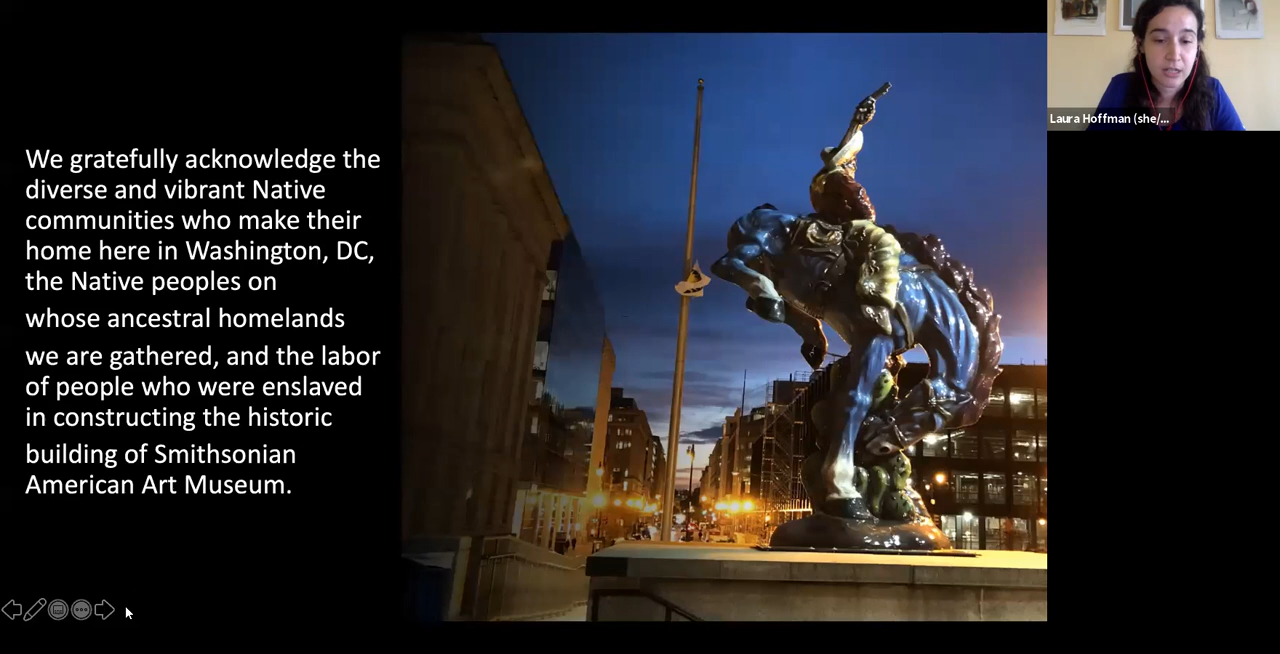 We gratefully acknowledge the
diverse and vibrant Native
communities who make their
home here in Washington, DC,
the Native peoples on
whose ancestral homelands
we are gathered, and the labor
of people who were enslaved
in constructing the historic
building of Smithsonian
American Art Museum.
Laura Hoffman (she/...